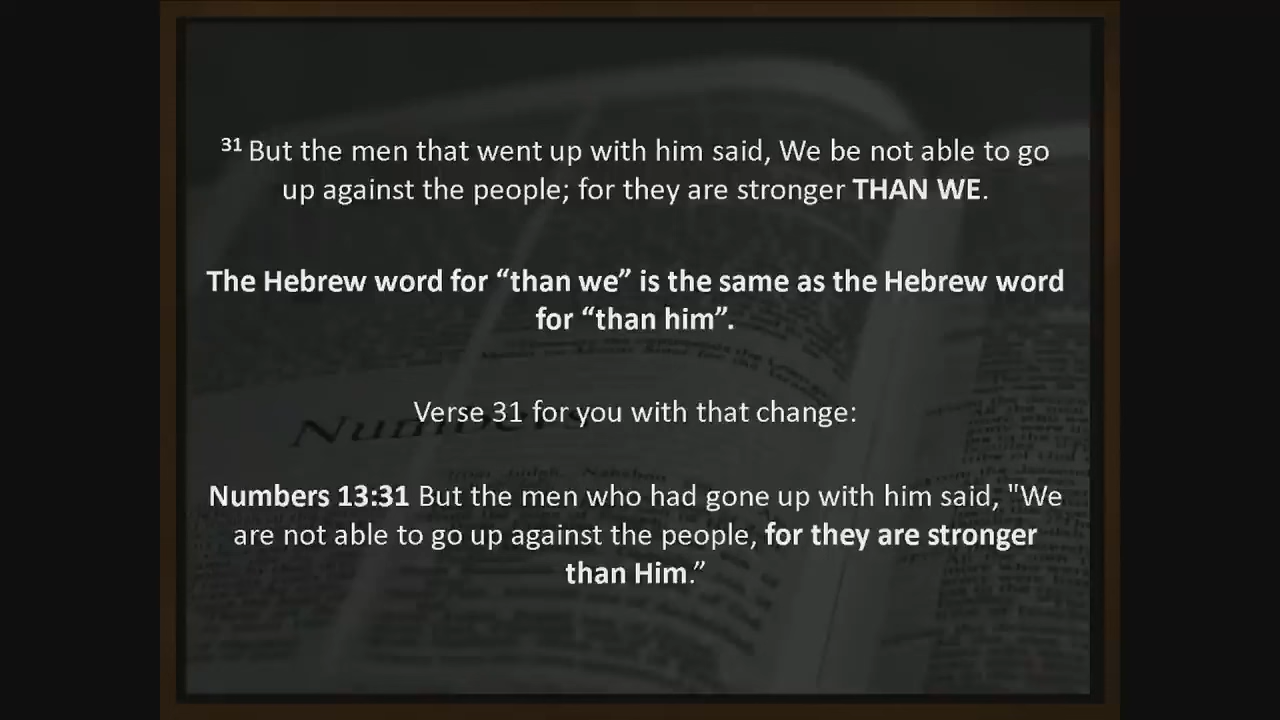 31 But the men that went up with him said, We be not able to go
up against the people; for they are stronger THAN WE.
The Hebrew word for “than we” is the same as the Hebrew word
for “than him”.
Verse 31 for you with that change:
Numbers
Numbers 13:31 But the men who had gone up with him said, "We
are not able to go up against the people, for they are stronger
than Him.”